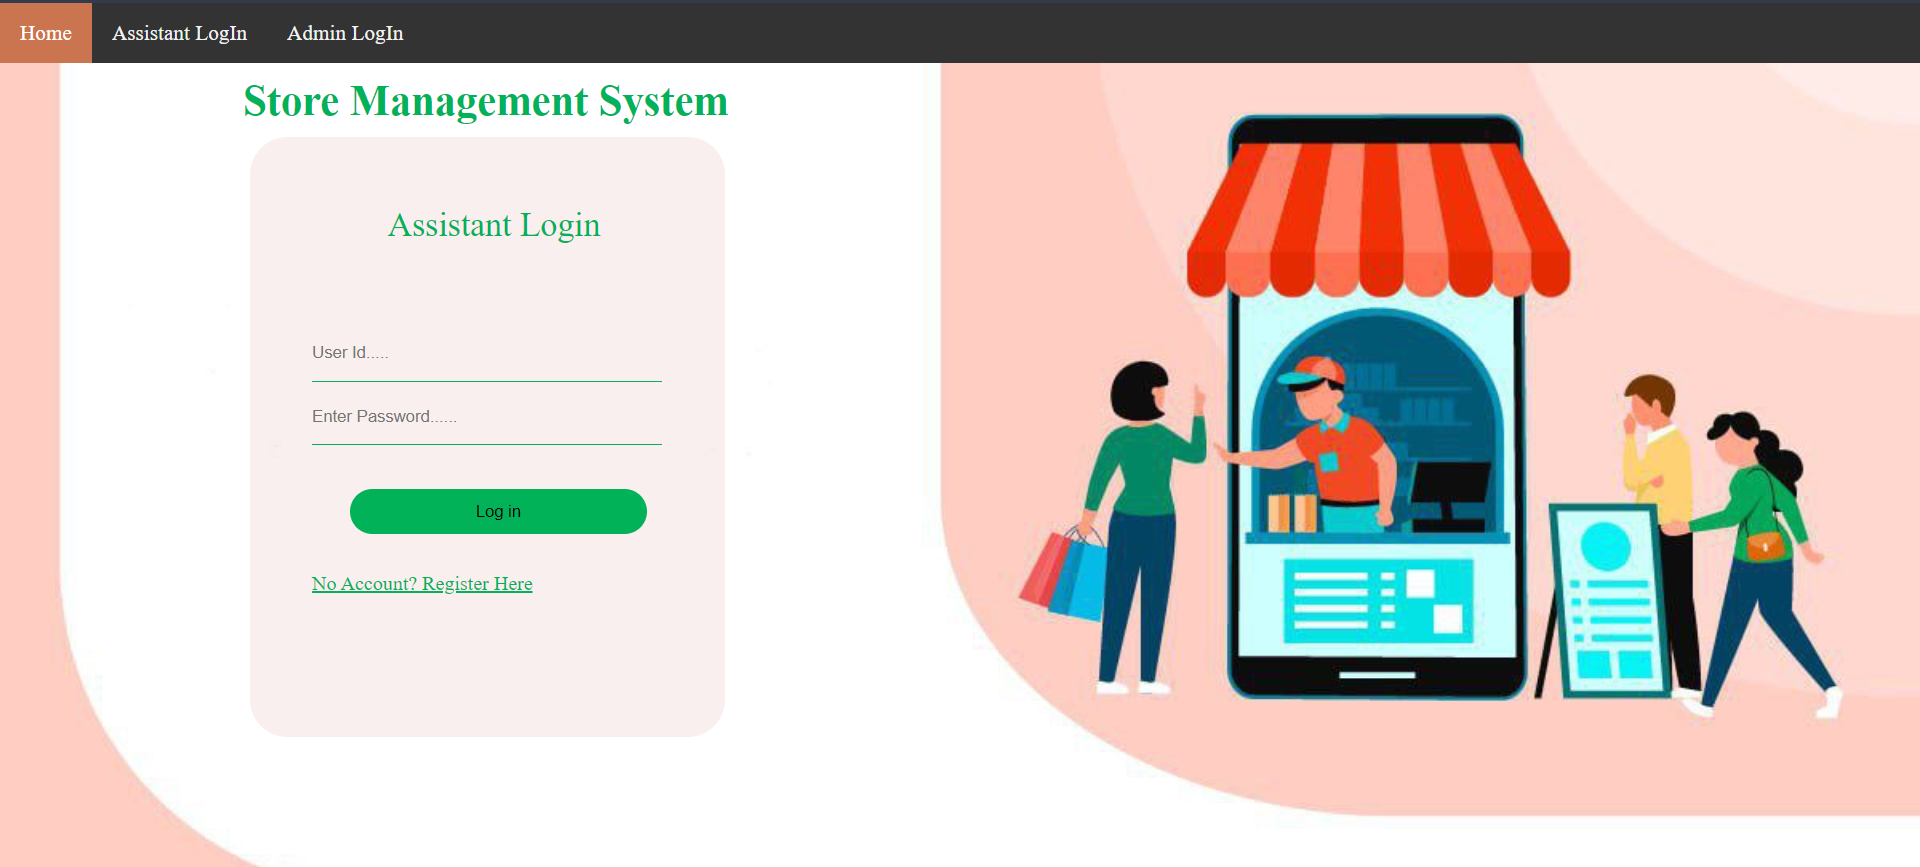 Home Assistant LogIn Admin LogIn
Store Management System
Assistant Login
User Id.....
Enter Password......
Log in
No Account? Register Here